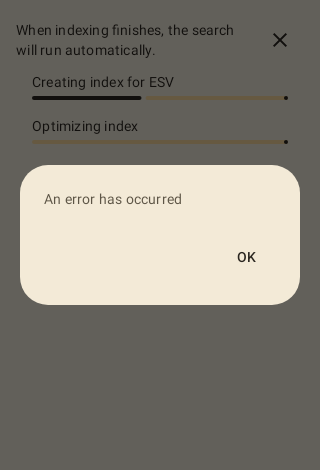 When indexing finishes, the search
will run automatically.
Creating index for ESV
Optimizing index
An error has occurred
OK